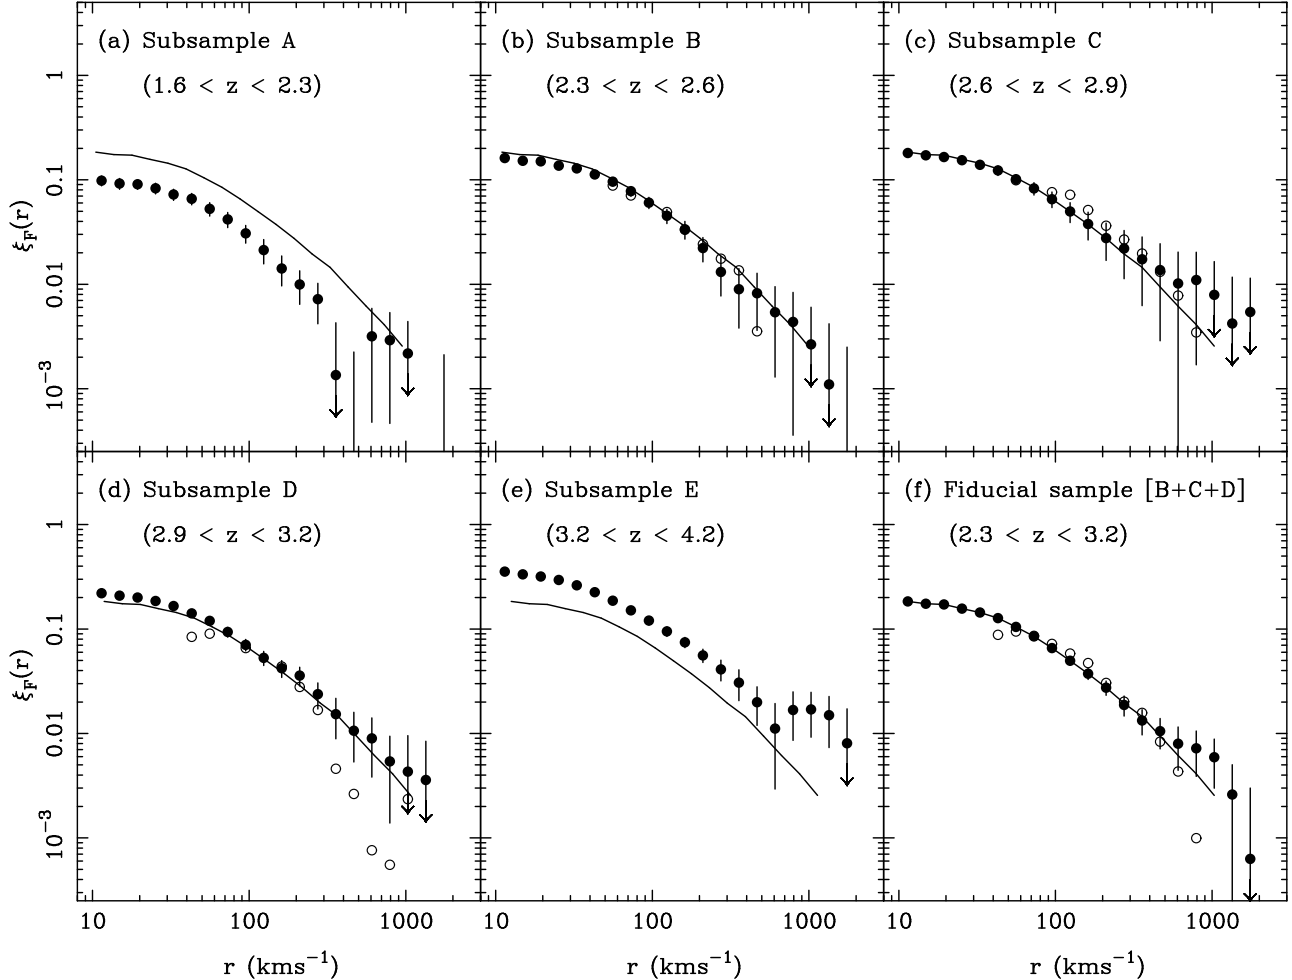 (a) Subsample A
(1.6 < z < 2.3)
(b) Subsample B
(2.3 < z < 2.6)
(c) Subsample C
(2.6 < z < 2.9)
1
0.1
0.01
10⁻³
ξF(r)
(d) Subsample D
(2.9 < z < 3.2)
(e) Subsample E
(3.2 < z < 4.2)
(f) Fiducial sample [B+C+D]
(2.3 < z < 3.2)
1
0.1
0.01
10⁻³
ξF(r)
10 100 1000
10 100 1000
10 100 1000
r (kms⁻¹)
r (kms⁻¹)
r (kms⁻¹)